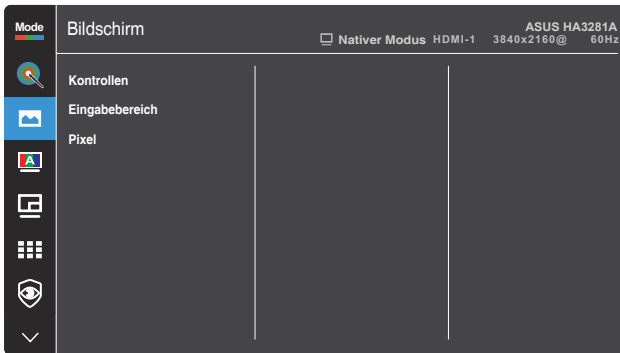 Mode
Bildschirm
Nativer Modus HDMI-1
ASUS HA3281A
3840x2160@ 60Hz
A
Kontrollen
Eingabebereich
Pixel